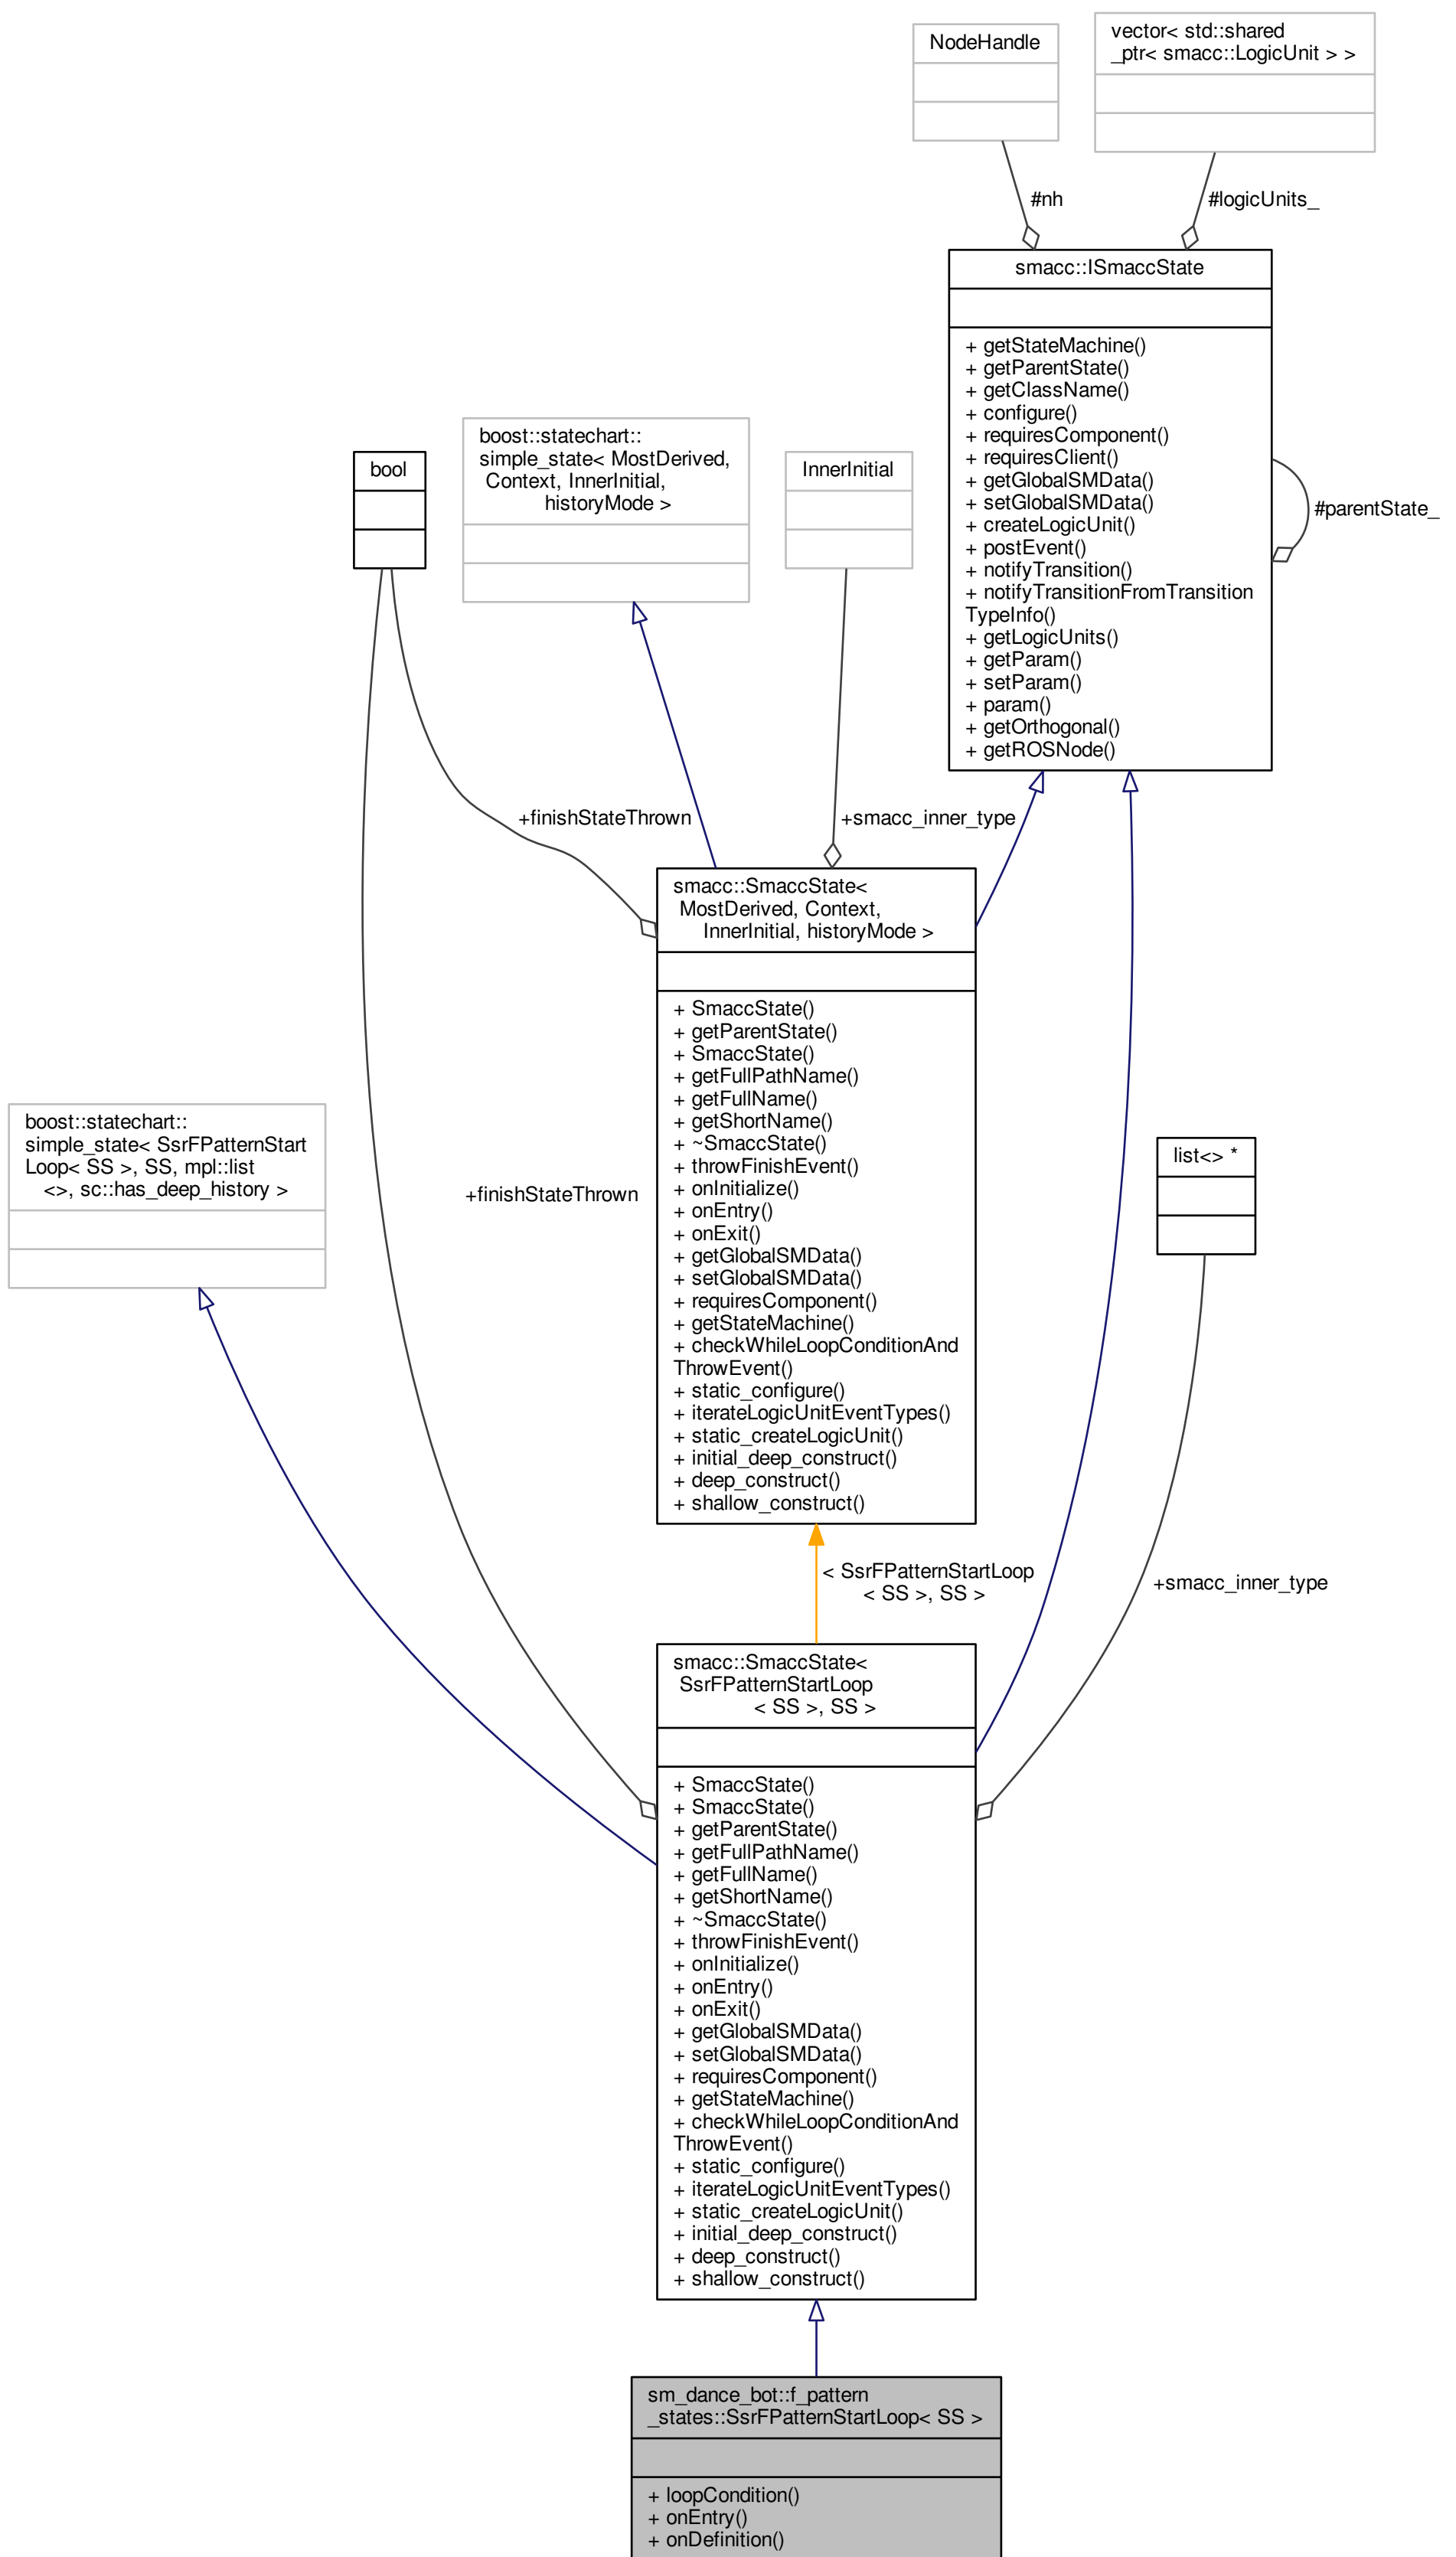 NodeHandle
vector< std::shared
_ptr< smacc::LogicUnit > >
#nh
#logicUnits_
smacc::ISmaccState
+ getStateMachine()
+ getParentState()
+ getClassName()
+ configure()
+ requiresComponent()
+ requiresClient()
+ getGlobalSMData()
+ setGlobalSMData()
+ createLogicUnit()
+ postEvent()
+ notifyTransition()
+ notifyTransitionFromTransition
TypeInfo()
+ getLogicUnits()
+ getParam()
+ setParam()
+ param()
+ getOrthogonal()
+ getROSNode()
#parentState_
bool
boost::statechart::
simple_state< MostDerived,
Context, InnerInitial,
historyMode >
InnerInitial
+finishStateThrown
+smacc_inner_type
smacc::SmaccState<
MostDerived, Context,
InnerInitial, historyMode >
+ SmaccState()
+ getParentState()
+ SmaccState()
+ getFullPathName()
+ getFullName()
+ getShortName()
+ ~SmaccState()
+ throwFinishEvent()
+ onInitialize()
+ onEntry()
+ onExit()
+ getGlobalSMData()
+ setGlobalSMData()
+ requiresComponent()
+ getStateMachine()
+ checkWhileLoopConditionAnd
ThrowEvent()
+ static_configure()
+ iterateLogicUnitEventTypes()
+ static_createLogicUnit()
+ initial_deep_construct()
+ deep_construct()
+ shallow_construct()
boost::statechart::
simple_state< SsrFPatternStart
Loop< SS >, SS, mpl::list
<>, sc::has_deep_history >
+finishStateThrown
list<> *
< SsrFPatternStartLoop
< SS >, SS >
+smacc_inner_type
smacc::SmaccState<
SsrFPatternStartLoop
< SS >, SS >
+ SmaccState()
+ SmaccState()
+ getParentState()
+ getFullPathName()
+ getFullName()
+ getShortName()
+ ~SmaccState()
+ throwFinishEvent()
+ onInitialize()
+ onEntry()
+ onExit()
+ getGlobalSMData()
+ setGlobalSMData()
+ requiresComponent()
+ getStateMachine()
+ checkWhileLoopConditionAnd
ThrowEvent()
+ static_configure()
+ iterateLogicUnitEventTypes()
+ static_createLogicUnit()
+ initial_deep_construct()
+ deep_construct()
+ shallow_construct()
sm_dance_bot::f_pattern
_states::SsrFPatternStartLoop< SS >
+ loopCondition()
+ onEntry()
+ onDefinition()